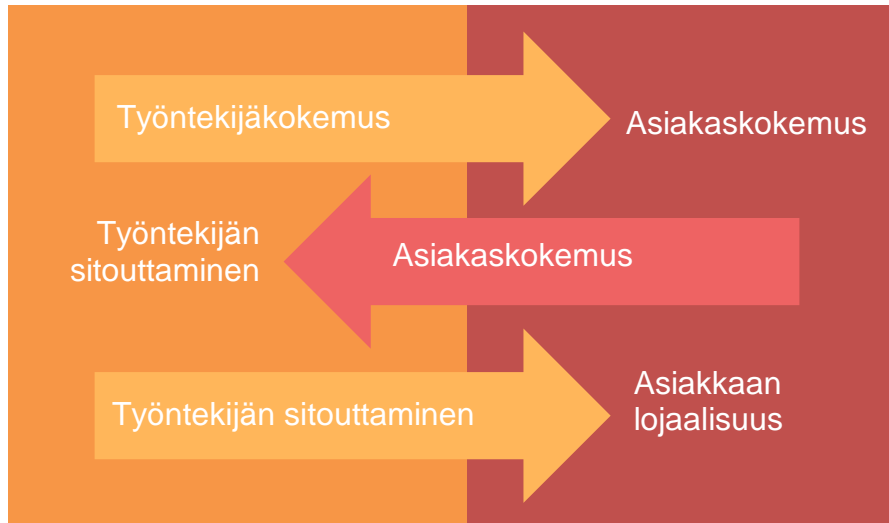 Työntekijäkokemus
Asiakaskokemus
Työntekijän
sitouttaminen
Asiakaskokemus
Työntekijän sitouttaminen
Asiakkaan
lojaalisuus